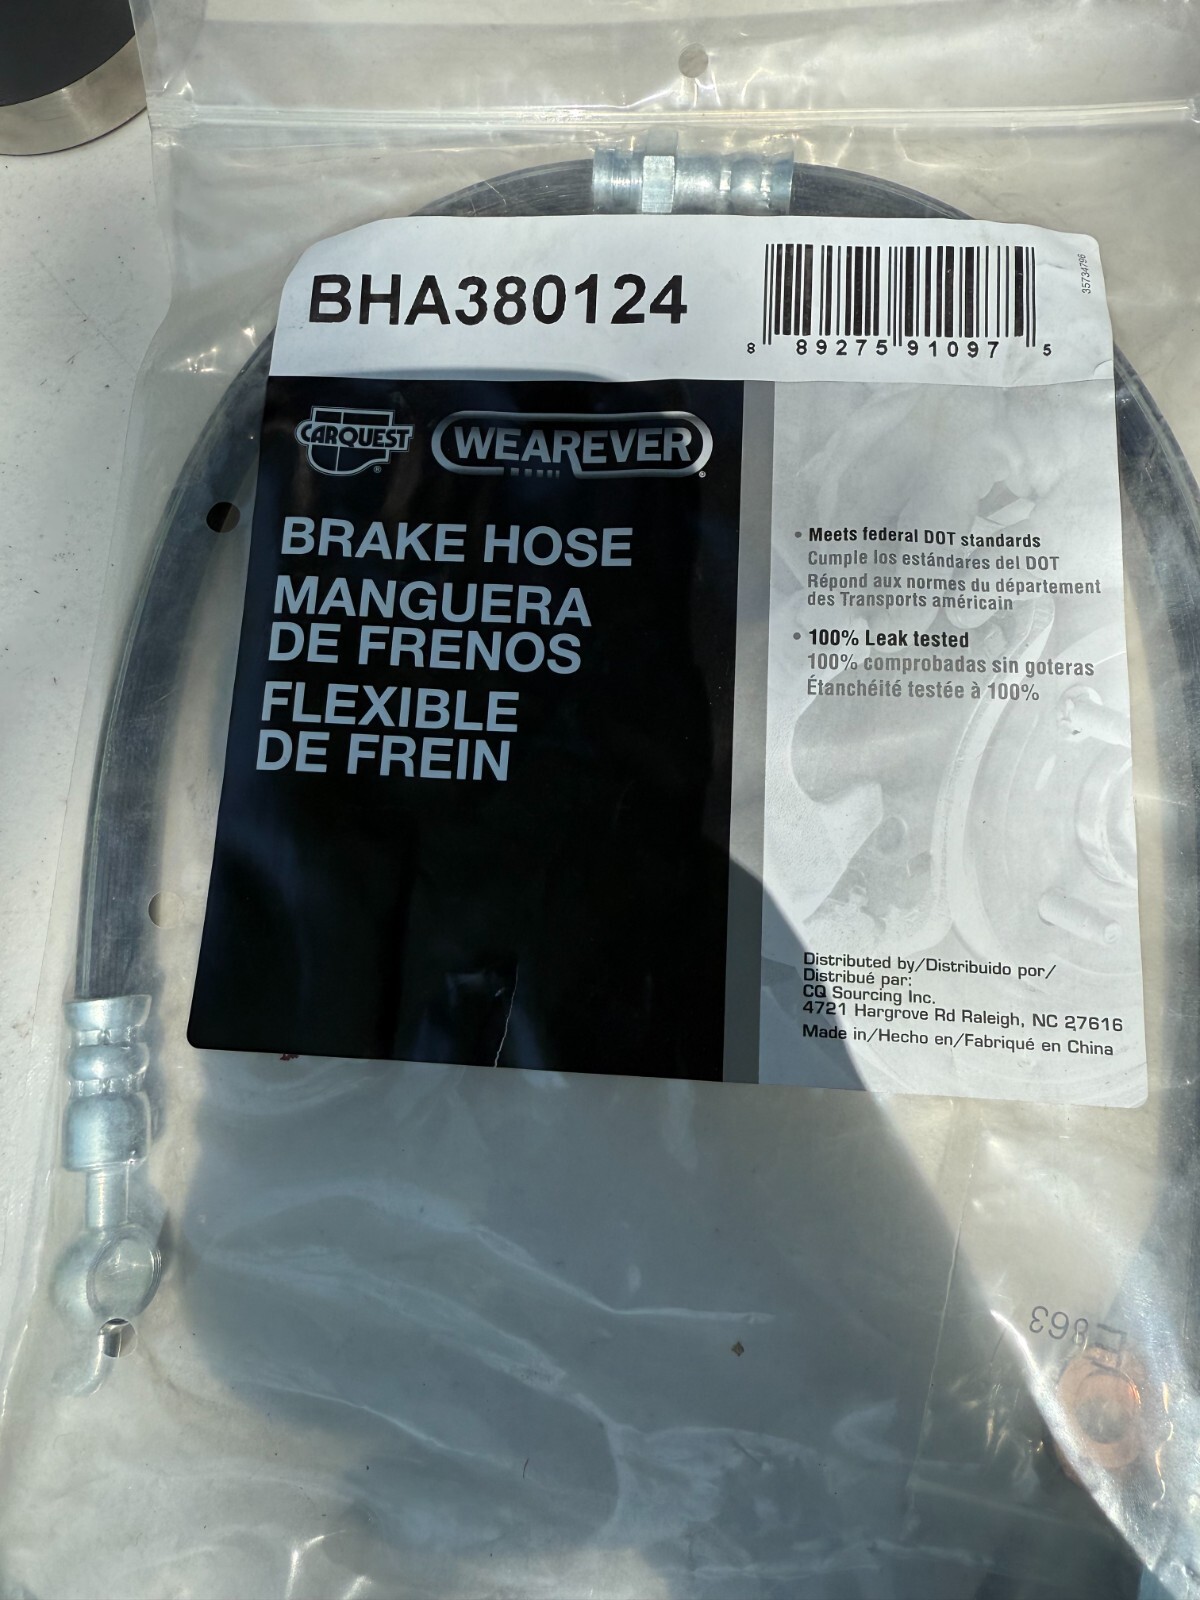 BHA380124
35734796
8 89275 91097 5
CARQUEST
WEAREVER
BRAKE HOSE
MANGUERA
DE FRENOS
FLEXIBLE
DE FREIN
• Meets federal DOT standards
Cumple los estándares del DOT
Répond aux normes du département
des Transports américain
• 100% Leak tested
100% comprobadas sin goteras
Étanchéité testée à 100%
Distributed by/Distribuido por/
Distribué par:
CQ Sourcing Inc.
4721 Hargrove Rd Raleigh, NC 27616
Made in/Hecho en/Fabriqué en China